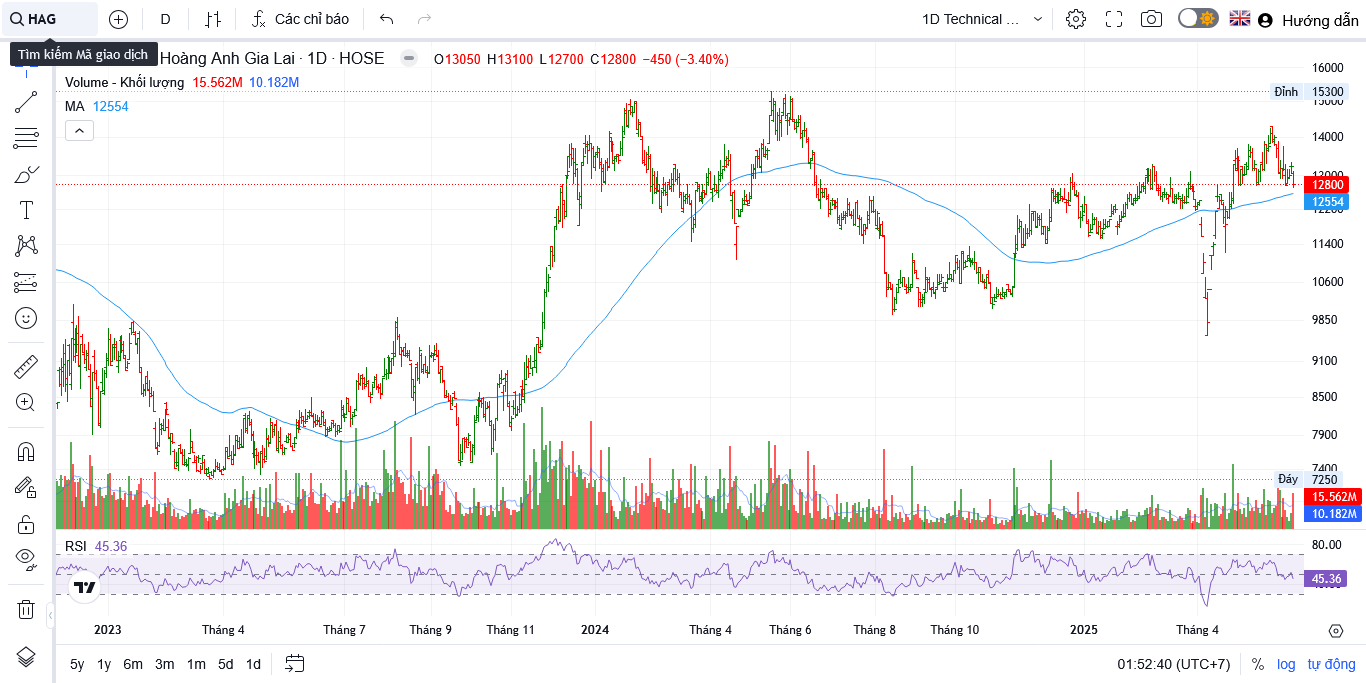 HAG
D
Các chỉ báo
1D Technical ...
Hướng dẫn
Tìm kiếm Mã giao dịch
Hoàng Anh Gia Lai · 1D · HOSE
O13050 H13100 L12700 C12800 −450 (−3.40%)
Volume - Khối lượng 15.562M 10.182M
MA 12554
16000
Đỉnh 15300
15000
14000
13000
12800
12554
12200
11400
10600
9850
9100
8500
7900
7400
Đáy 7250
15.562M
10.182M
RSI 45.36
80.00
45.36
2023 Tháng 4 Tháng 7 Tháng 9 Tháng 11 2024 Tháng 4 Tháng 6 Tháng 8 Tháng 10 2025 Tháng 4
5y 1y 6m 3m 1m 5d 1d
01:52:40 (UTC+7) % log tự động